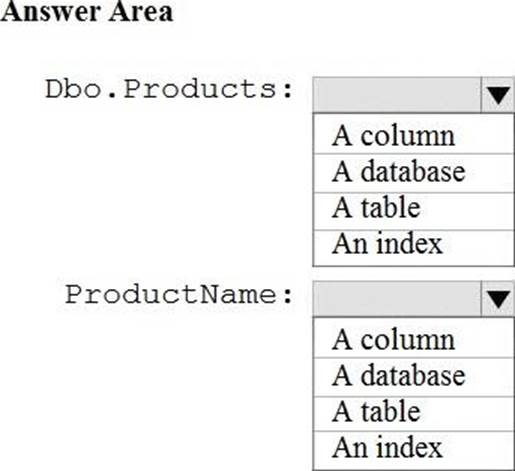 Answer Area
Dbo.Products:
A column
A database
A table
An index
ProductName:
A column
A database
A table
An index